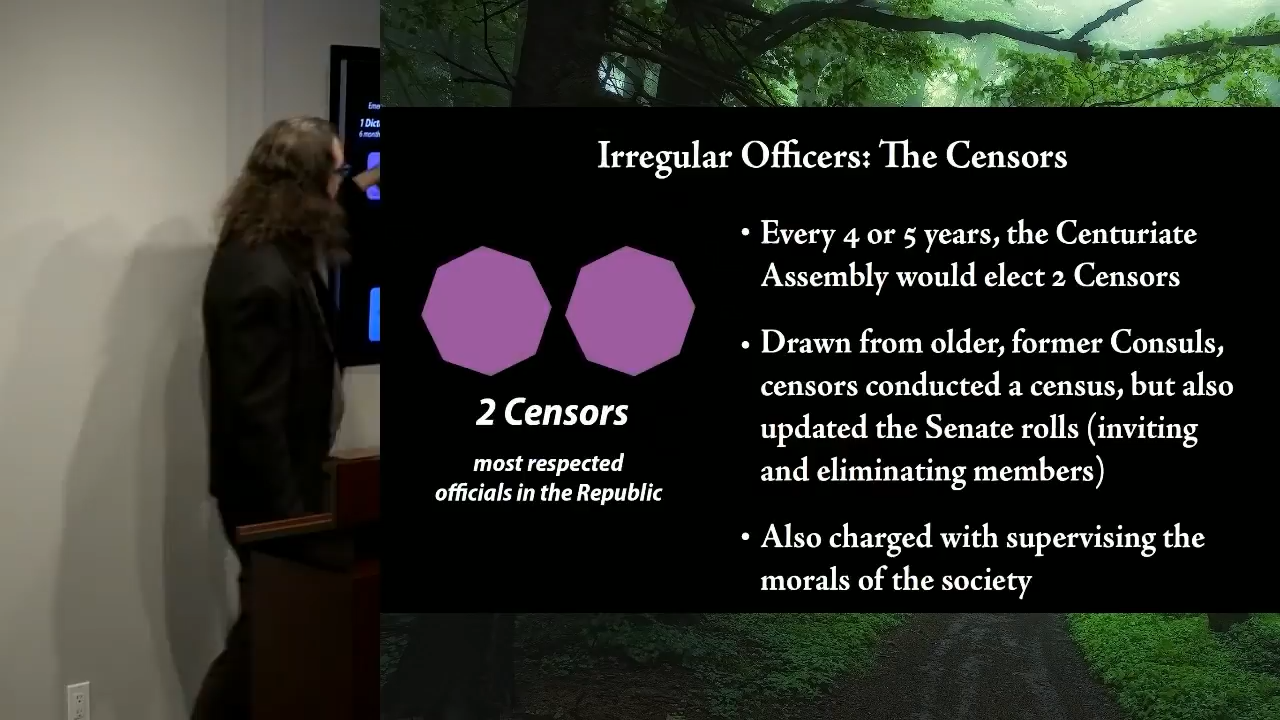 Irregular Officers: The Censors
• Every 4 or 5 years, the Centuriate
Assembly would elect 2 Censors
• Drawn from older, former Consuls,
censors conducted a census, but also
updated the Senate rolls (inviting
and eliminating members)
• Also charged with supervising the
morals of the society
2 Censors
most respected
officials in the Republic
1
6